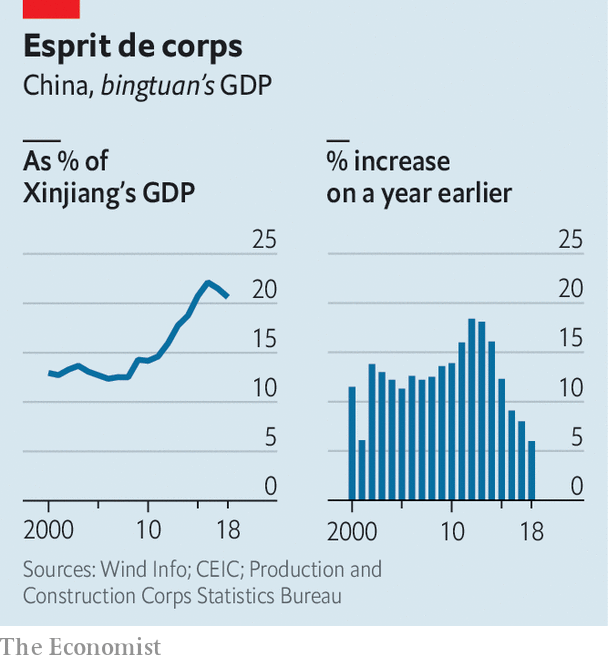 Esprit de corps
China, bingtuan's GDP
As % of
Xinjiang's GDP
25
20
15
10
5
0
2000
10
18
% increase
on a year earlier
25
20
15
10
5
0
2000
10
18
Sources: Wind Info; CEIC; Production and
Construction Corps Statistics Bureau
The Economist